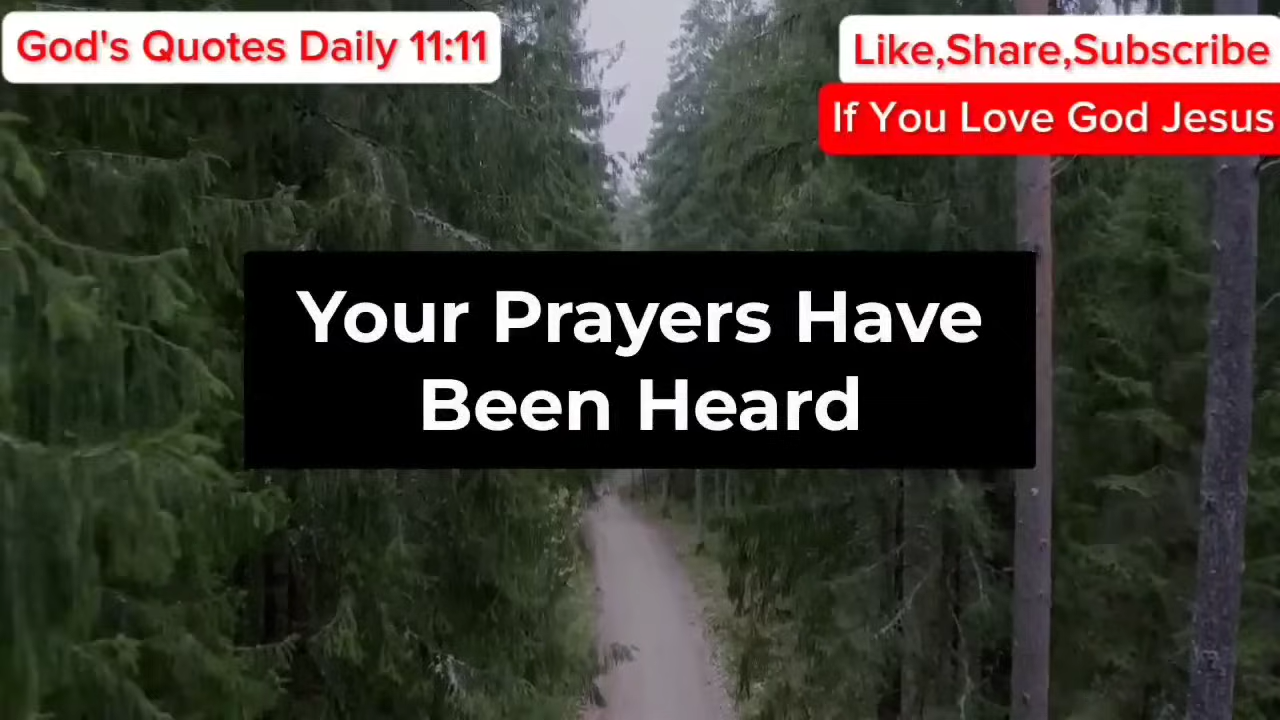 God's Quotes Daily 11:11
Like,Share,Subscribe
If You Love God Jesus
Your Prayers Have
Been Heard